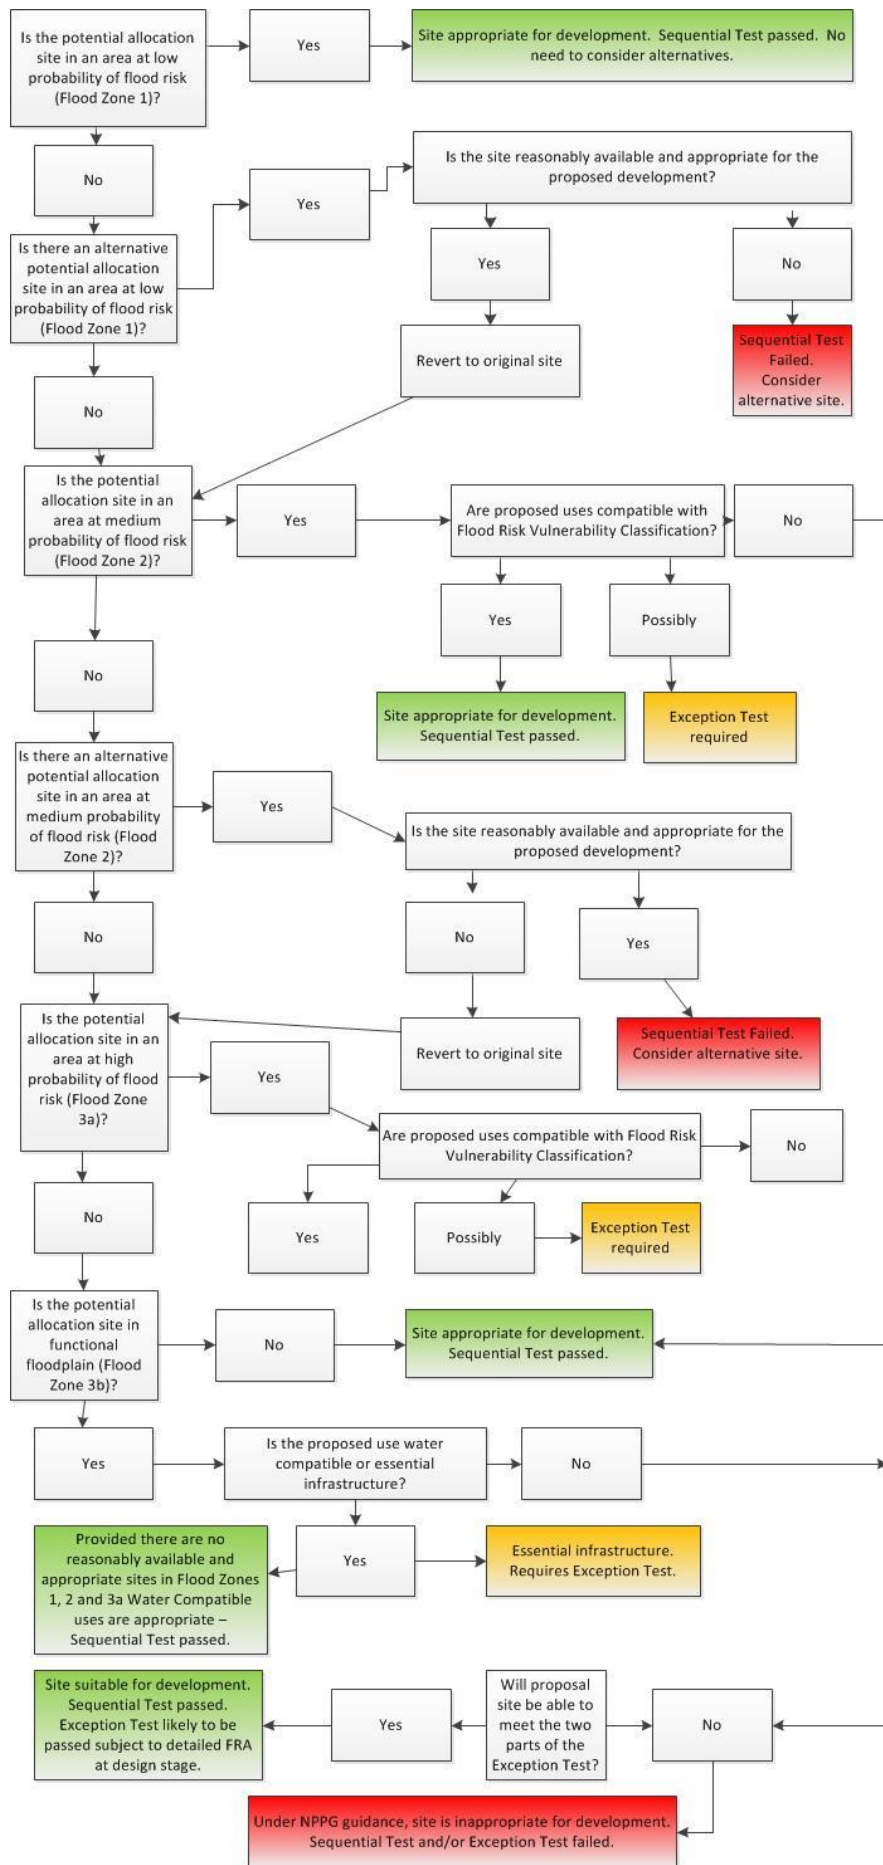 Is the potential allocation
site in an area at low
probability of flood risk
(Flood Zone 1)?
Yes
Site appropriate for development.  Sequential Test passed.  No
need to consider alternatives.
No
Yes
Is the site reasonably available and appropriate for the
proposed development?
Is there an alternative
potential allocation
site in an area at low
probability of flood risk
(Flood Zone 1)?
Yes
No
Revert to original site
Sequential Test
Failed.
Consider
alternative site.
No
Is the potential
allocation site in an
area at medium
probability of flood risk
(Flood Zone 2)?
Yes
Are proposed uses compatible with
Flood Risk Vulnerability Classification?
No
Yes
Possibly
No
Site appropriate for development.
Sequential Test passed.
Exception Test
required
Is there an alternative
potential allocation
site in an area at
medium probability
of flood risk (Flood
Zone 2)?
Yes
Is the site reasonably available and appropriate for the
proposed development?
No
No
Yes
Is the potential
allocation site in an
area at high
probability of flood
risk (Flood Zone
3a)?
Revert to original site
Sequential Test Failed.
Consider alternative site.
Yes
Are proposed uses compatible with Flood Risk
Vulnerability Classification?
No
No
Yes
Possibly
Exception Test
required
Is the potential
allocation site in
functional
floodplain (Flood
Zone 3b)?
No
Site appropriate for development.
Sequential Test passed.
Yes
Is the proposed use water
compatible or essential
infrastructure?
No
Provided there are no
reasonably available and
appropriate sites in Flood Zones
1, 2 and 3a Water Compatible
uses are appropriate –
Sequential Test passed.
Yes
Essential infrastructure.
Requires Exception Test.
Site suitable for development.
Sequential Test passed.
Exception Test likely to be
passed subject to detailed FRA
at design stage.
Yes
Will proposal
site be able to
meet the two
parts of the
Exception Test?
No
Under NPPG guidance, site is inappropriate for development.
Sequential Test and/or Exception Test failed.